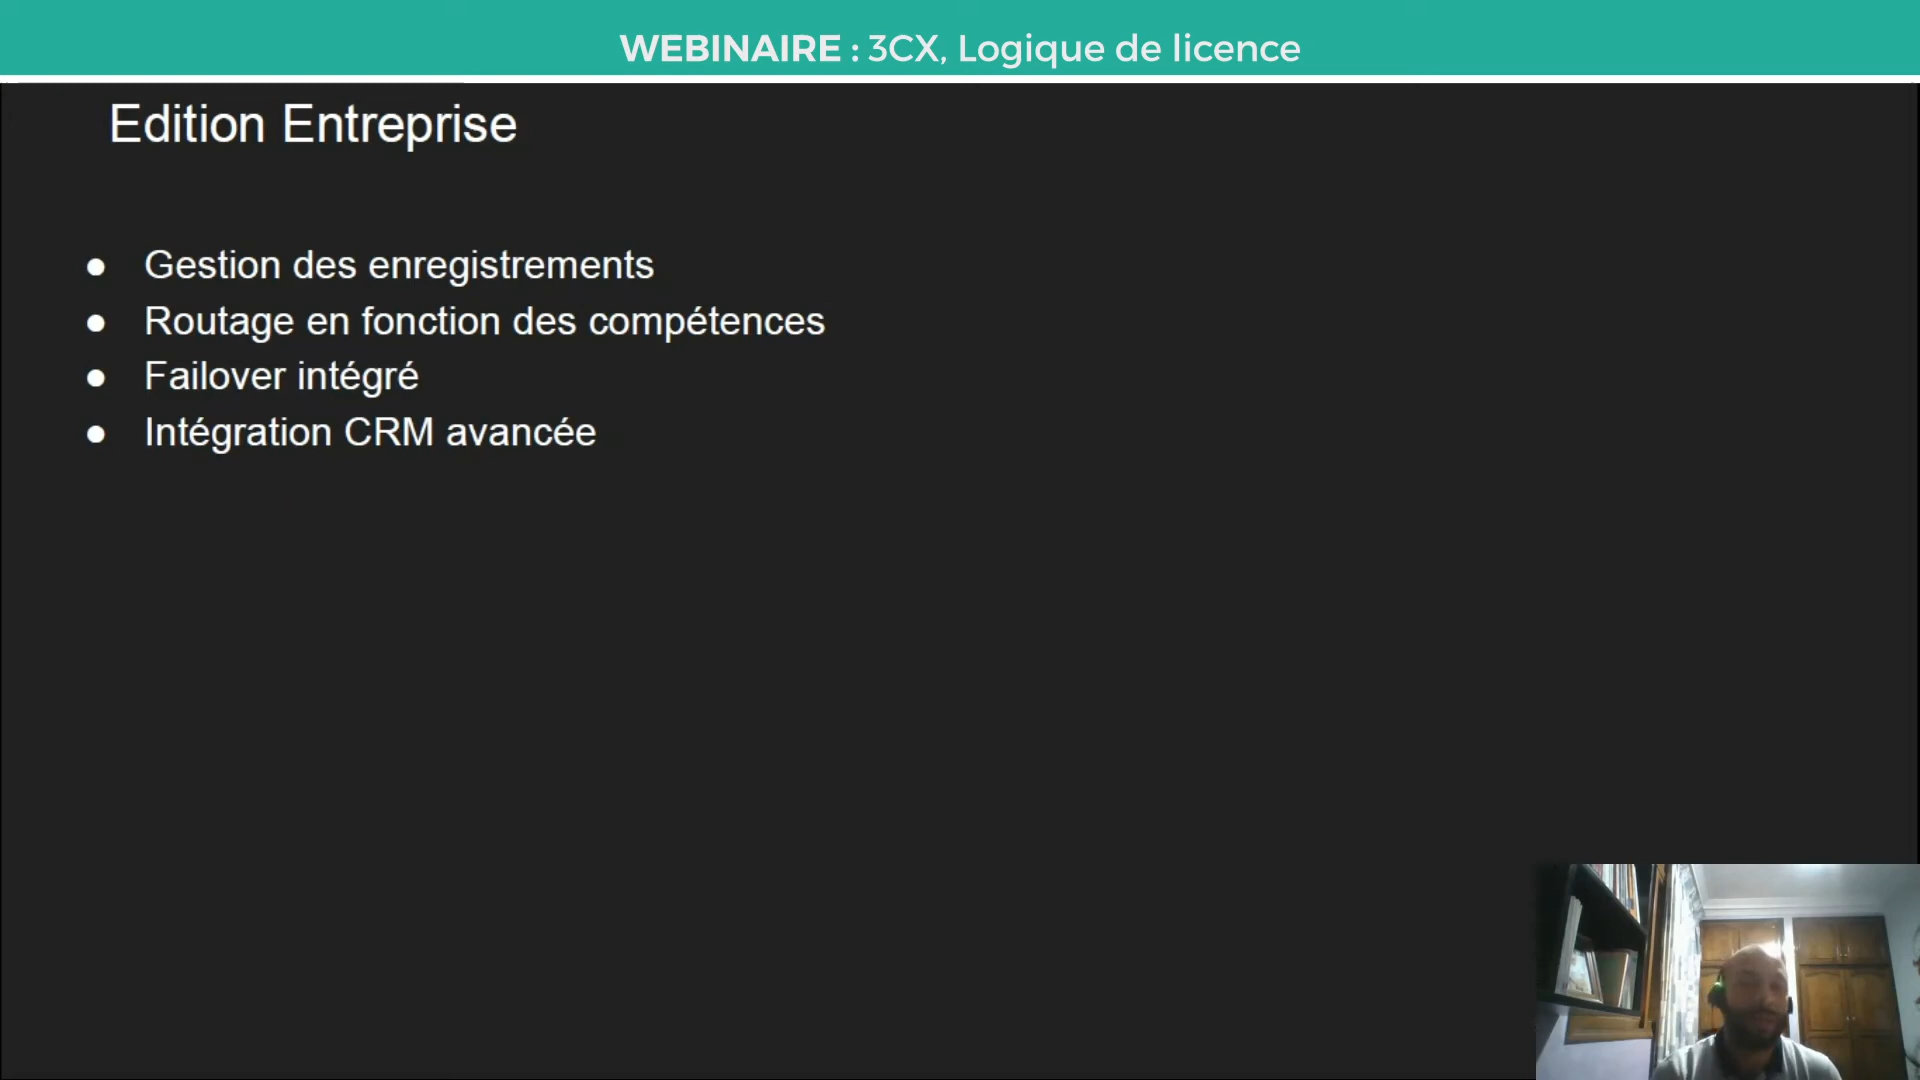 WEBINAIRE : 3CX, Logique de licence
Edition Entreprise
● Gestion des enregistrements
● Routage en fonction des compétences
● Failover intégré
● Intégration CRM avancée